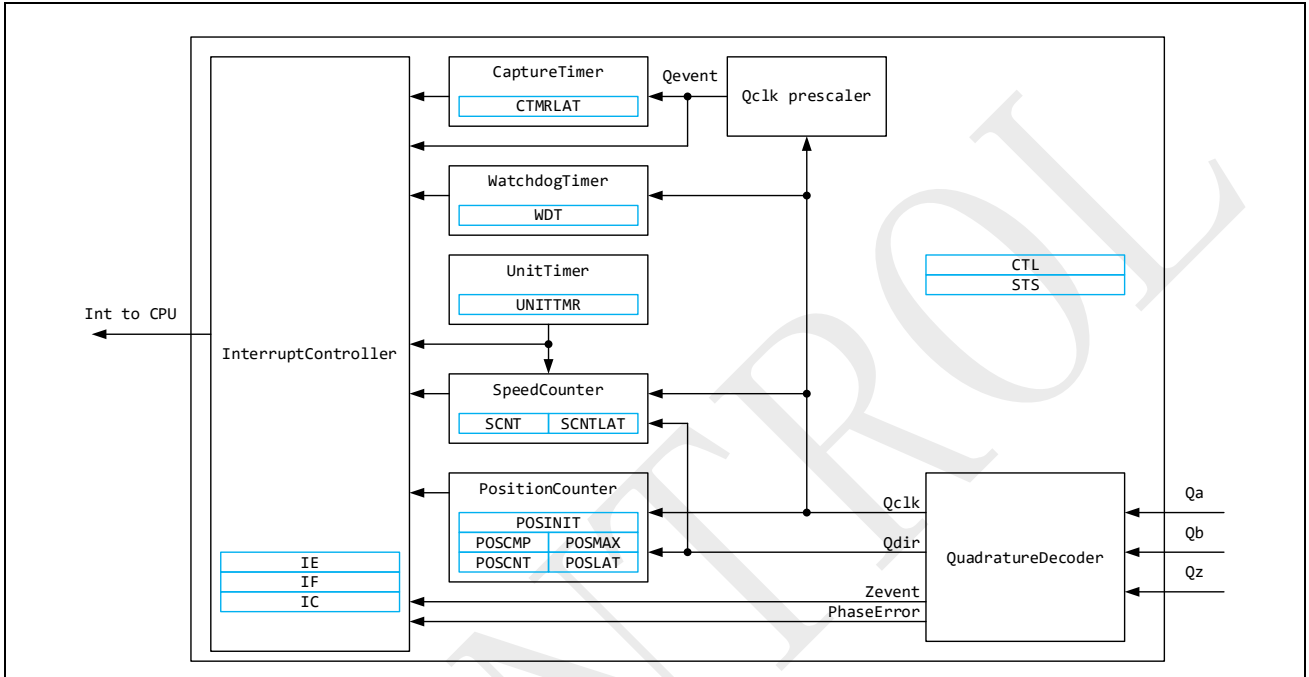 CaptureTimer
CTMRLAT
Qevent
Qclk prescaler
WatchdogTimer
WDT
UnitTimer
UNITTMR
CTL
STS
Int to CPU
InterruptController
SpeedCounter
SCNT SCNTLAT
PositionCounter
POSINIT
POSCMP POSMAX
POSCNT POSLAT
Qclk
Qdir
Zevent
PhaseError
QuadratureDecoder
Qa
Qb
Qz
IE
IF
IC
NTROL